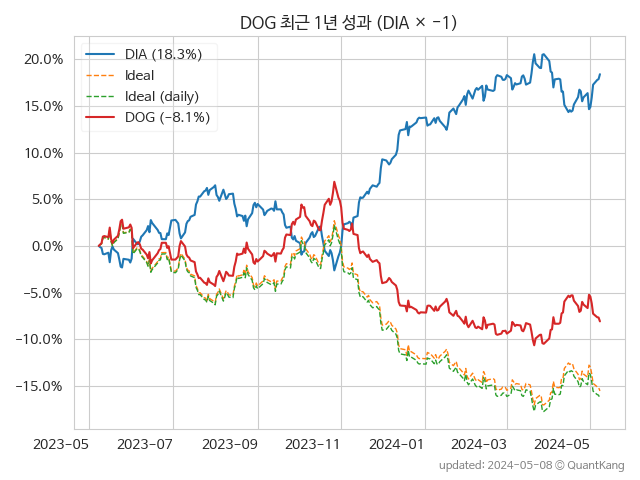 DOG 최근 1년 성과 (DIA × −1)
DIA (18.3%)
Ideal
Ideal (daily)
DOG (−8.1%)
20.0%
15.0%
10.0%
5.0%
0.0%
−5.0%
−10.0%
−15.0%
2023-05 2023-07 2023-09 2023-11 2024-01 2024-03 2024-05
updated: 2024-05-08 ⓒ QuantKang